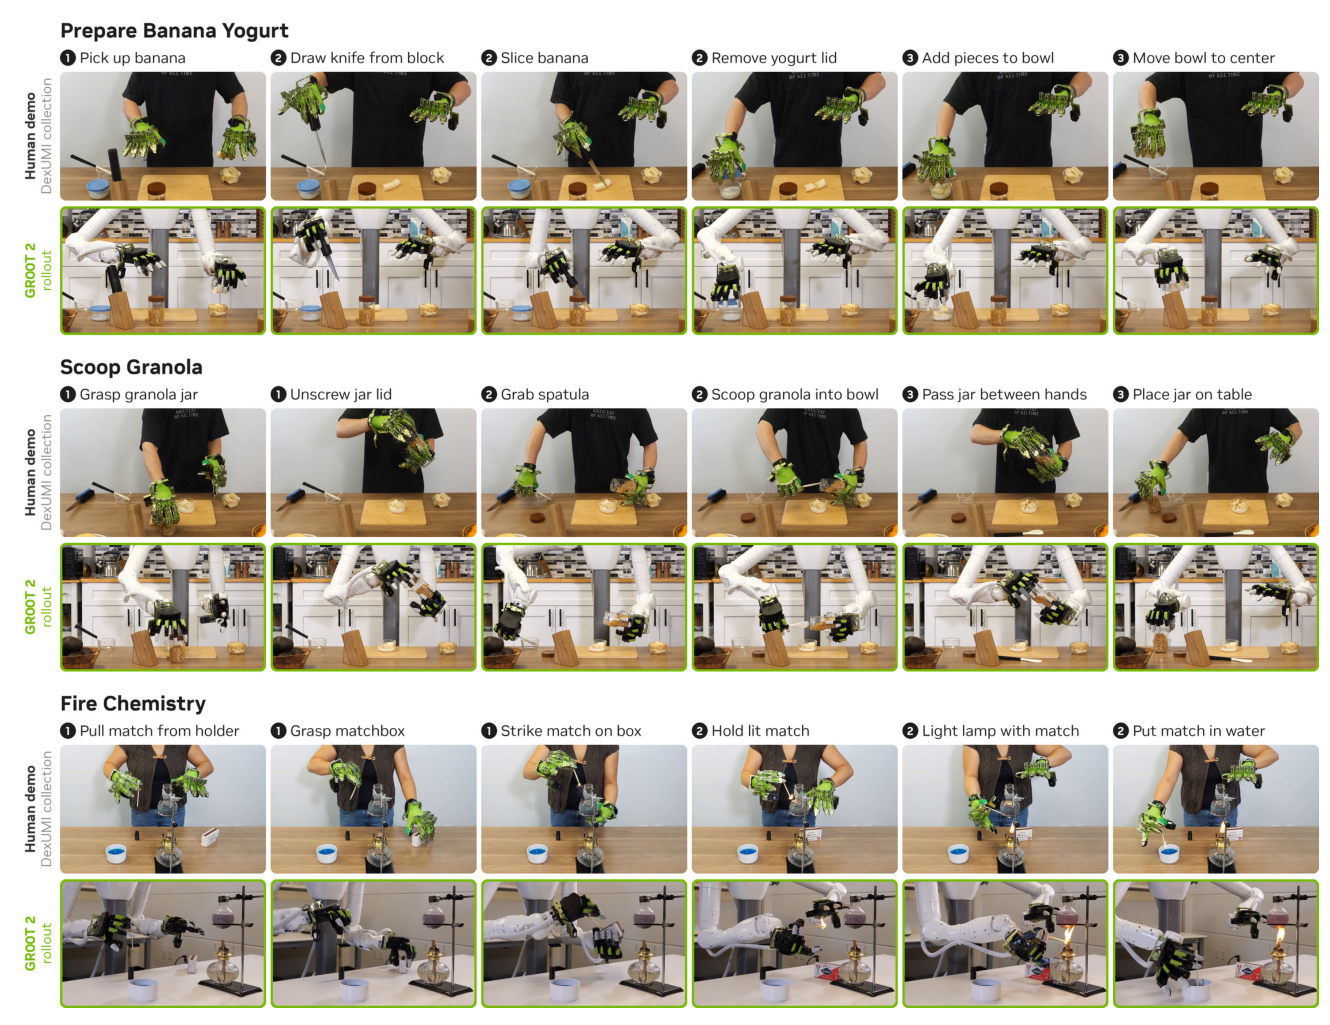 Prepare Banana Yogurt
1 Pick up banana
2 Draw knife from block
2 Slice banana
2 Remove yogurt lid
3 Add pieces to bowl
3 Move bowl to center
Human demo
DexUMI collection
GR00T 2
rollout
Scoop Granola
1 Grasp granola jar
1 Unscrew jar lid
2 Grab spatula
2 Scoop granola into bowl
3 Pass jar between hands
3 Place jar on table
Human demo
DexUMI collection
GR00T 2
rollout
Fire Chemistry
1 Pull match from holder
1 Grasp matchbox
1 Strike match on box
2 Hold lit match
2 Light lamp with match
2 Put match in water
Human demo
DexUMI collection
GR00T 2
rollout